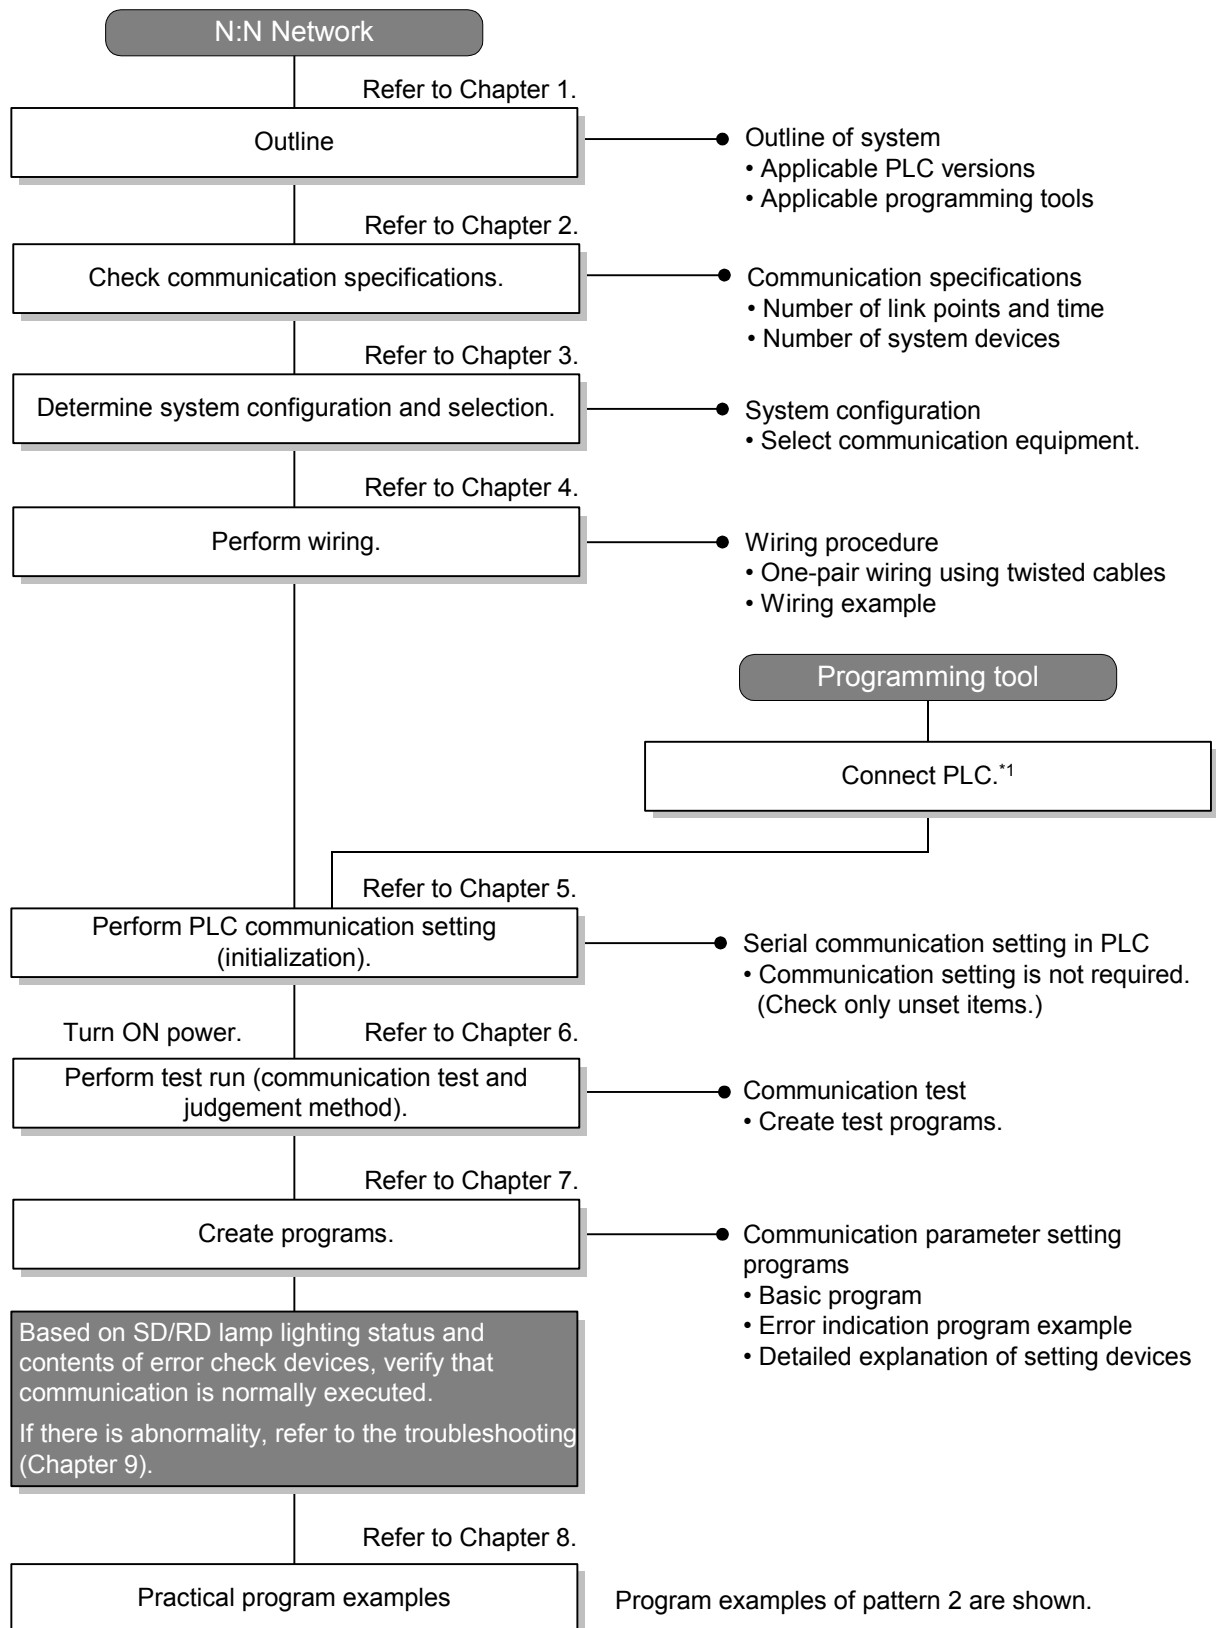 N:N Network
Refer to Chapter 1.
Outline
Outline of system
• Applicable PLC versions
• Applicable programming tools
Refer to Chapter 2.
Check communication specifications.
Communication specifications
• Number of link points and time
• Number of system devices
Refer to Chapter 3.
Determine system configuration and selection.
System configuration
• Select communication equipment.
Refer to Chapter 4.
Perform wiring.
Wiring procedure
• One-pair wiring using twisted cables
• Wiring example
Programming tool
Connect PLC.*1
Refer to Chapter 5.
Perform PLC communication setting
(initialization).
Serial communication setting in PLC
• Communication setting is not required.
(Check only unset items.)
Turn ON power.
Refer to Chapter 6.
Perform test run (communication test and
judgement method).
Communication test
• Create test programs.
Refer to Chapter 7.
Create programs.
Communication parameter setting
programs
• Basic program
• Error indication program example
• Detailed explanation of setting devices
Based on SD/RD lamp lighting status and
contents of error check devices, verify that
communication is normally executed.
If there is abnormality, refer to the troubleshooting
(Chapter 9).
Refer to Chapter 8.
Practical program examples
Program examples of pattern 2 are shown.